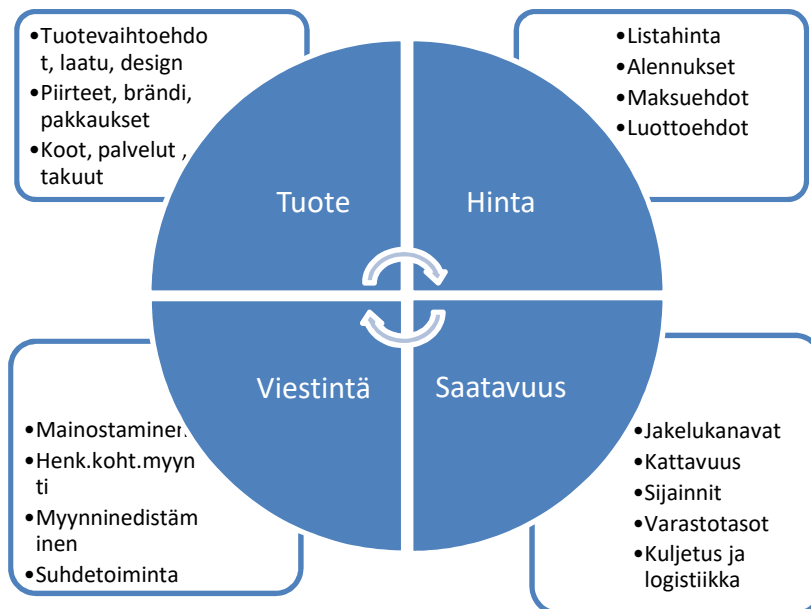 •Tuotevaihtoehdo
t, laatu, design
•Piirteet, brändi,
pakkaukset
•Koot, palvelut ,
takuut
•Listahinta
•Alennukset
•Maksuehdot
•Luottoehdot
Tuote
Hinta
Viestintä
Saatavuus
•Mainostaminen
•Henk.koht.myyn
ti
•Myynninedistäm
inen
•Suhdetoiminta
•Jakelukanavat
•Kattavuus
•Sijainnit
•Varastotasot
•Kuljetus ja
logistiikka